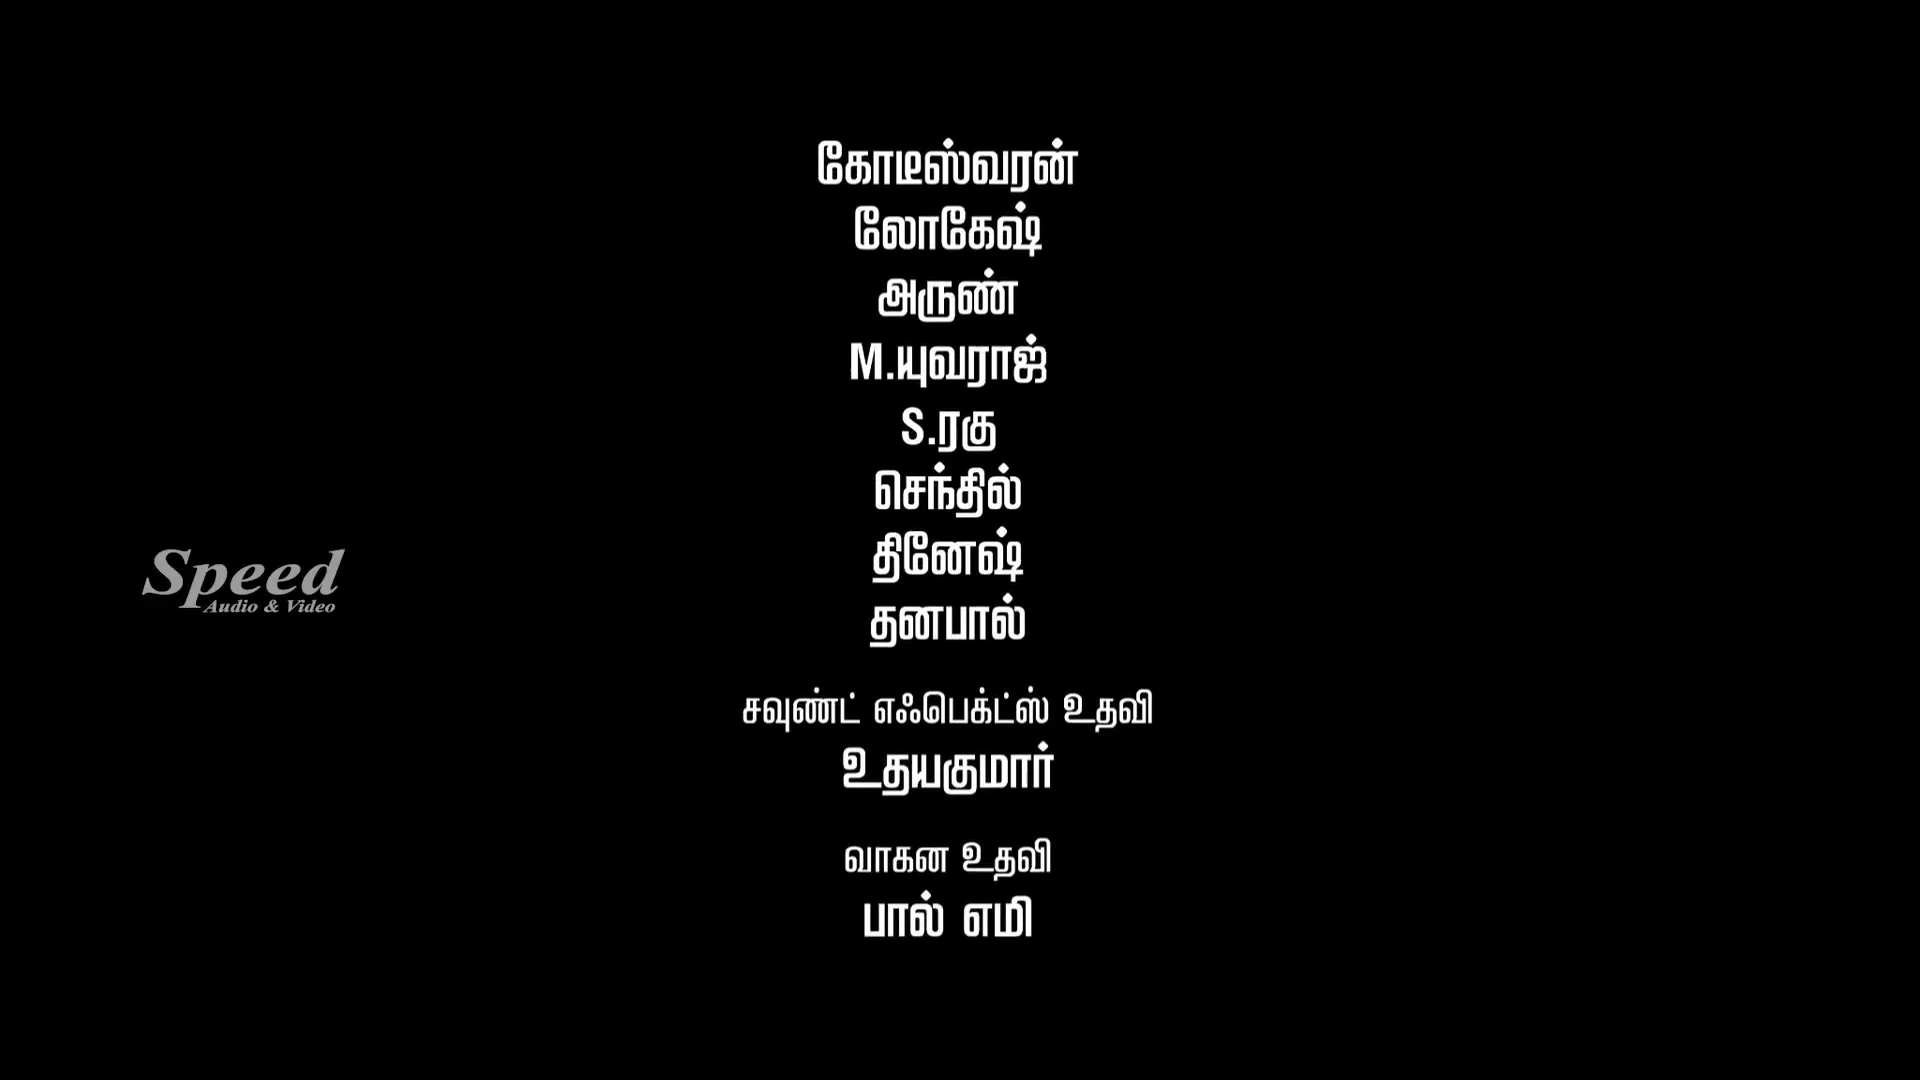 கோடீஸ்வரன்
லோகேஷ்
அருண்
M.யுவராஜ்
S.ரகு
செந்தில்
தினேஷ்
தனபால்
Speed
Audio & Video
சவுண்ட் எஃபெக்ட்ஸ் உதவி
உதயகுமார்
வாகன உதவி
பால் எமி